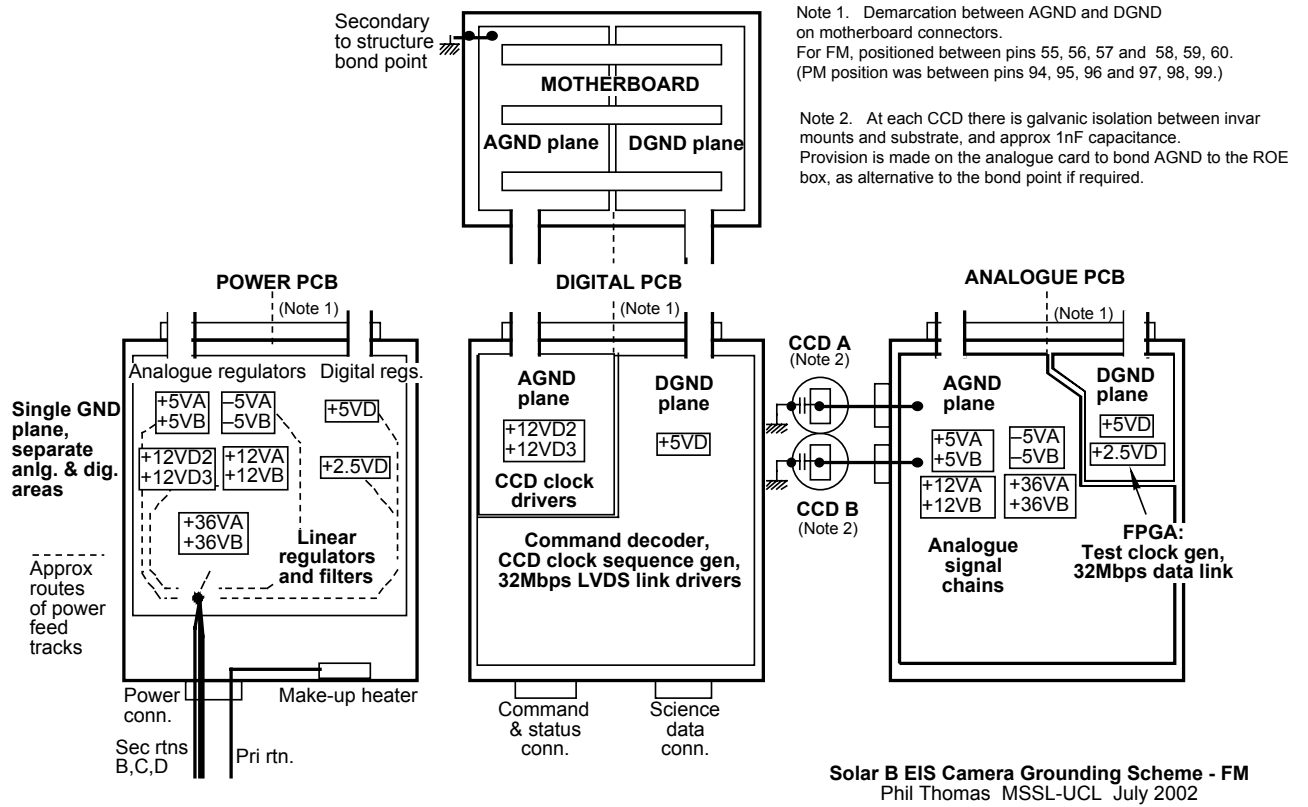 Secondary
to structure
bond point
MOTHERBOARD
AGND plane
DGND plane
Note 1. Demarcation between AGND and DGND
on motherboard connectors.
For FM, positioned between pins 55, 56, 57 and 58, 59, 60.
(PM position was between pins 94, 95, 96 and 97, 98, 99.)
Note 2. At each CCD there is galvanic isolation between invar
mounts and substrate, and approx 1nF capacitance.
Provision is made on the analogue card to bond AGND to the ROE
box, as alternative to the bond point if required.
POWER PCB
(Note 1)
Analogue regulators
Digital regs.
Single GND
plane,
separate
anlg. & dig.
areas
+5VA
+5VB
–5VA
–5VB
+5VD
+12VD2
+12VD3
+12VA
+12VB
+2.5VD
+36VA
+36VB
Linear
regulators
and filters
Approx
routes
of power
feed
tracks
Power
conn.
Make-up heater
Sec rtns
B,C,D
Pri rtn.
DIGITAL PCB
(Note 1)
AGND
plane
DGND
plane
+12VD2
+12VD3
+5VD
CCD clock
drivers
Command decoder,
CCD clock sequence gen,
32Mbps LVDS link drivers
Command
& status
conn.
Science
data
conn.
CCD A
(Note 2)
CCD B
(Note 2)
ANALOGUE PCB
(Note 1)
AGND
plane
DGND
plane
+5VA
+5VB
–5VA
–5VB
+5VD
+2.5VD
+12VA
+12VB
+36VA
+36VB
Analogue
signal
chains
FPGA:
Test clock gen,
32Mbps data link
Solar B EIS Camera Grounding Scheme - FM
Phil Thomas MSSL-UCL July 2002